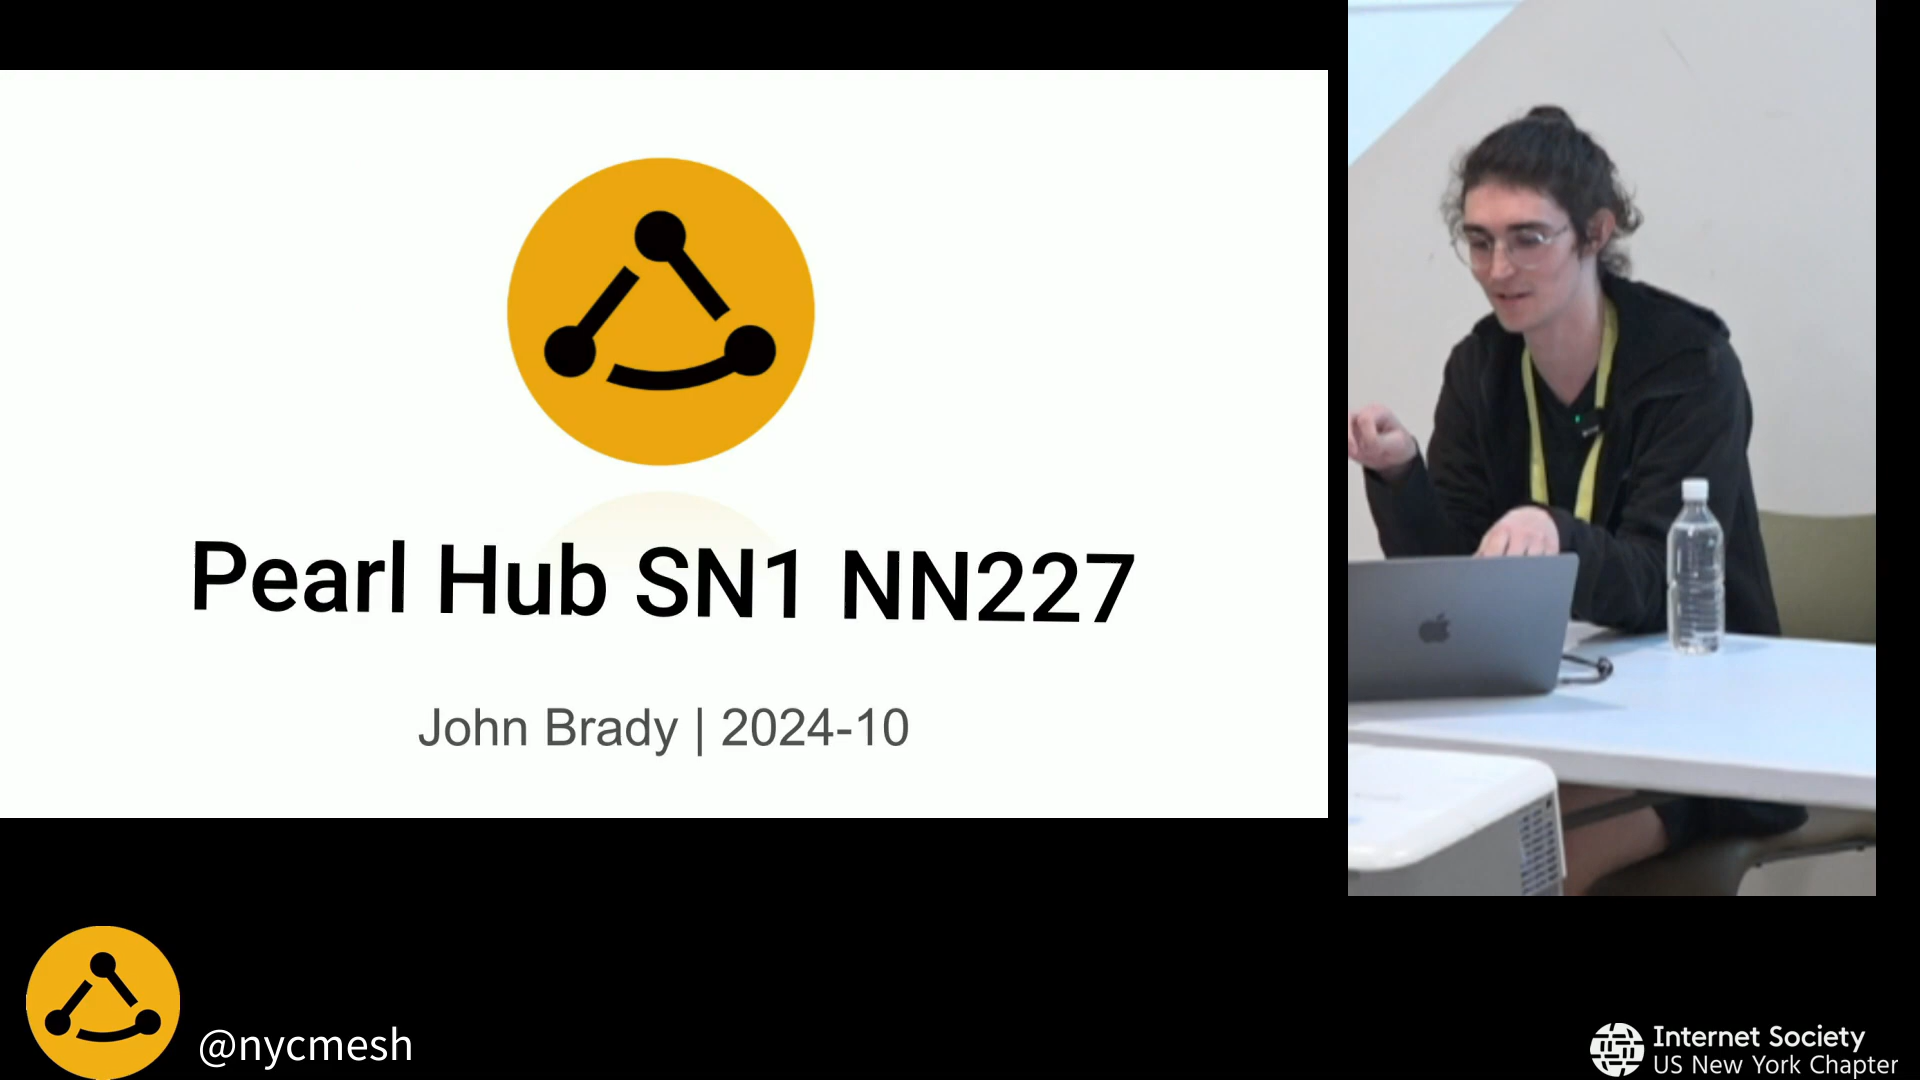 Pearl Hub SN1 NN227
John Brady | 2024-10
@nycmesh
Internet Society
US New York Chapter